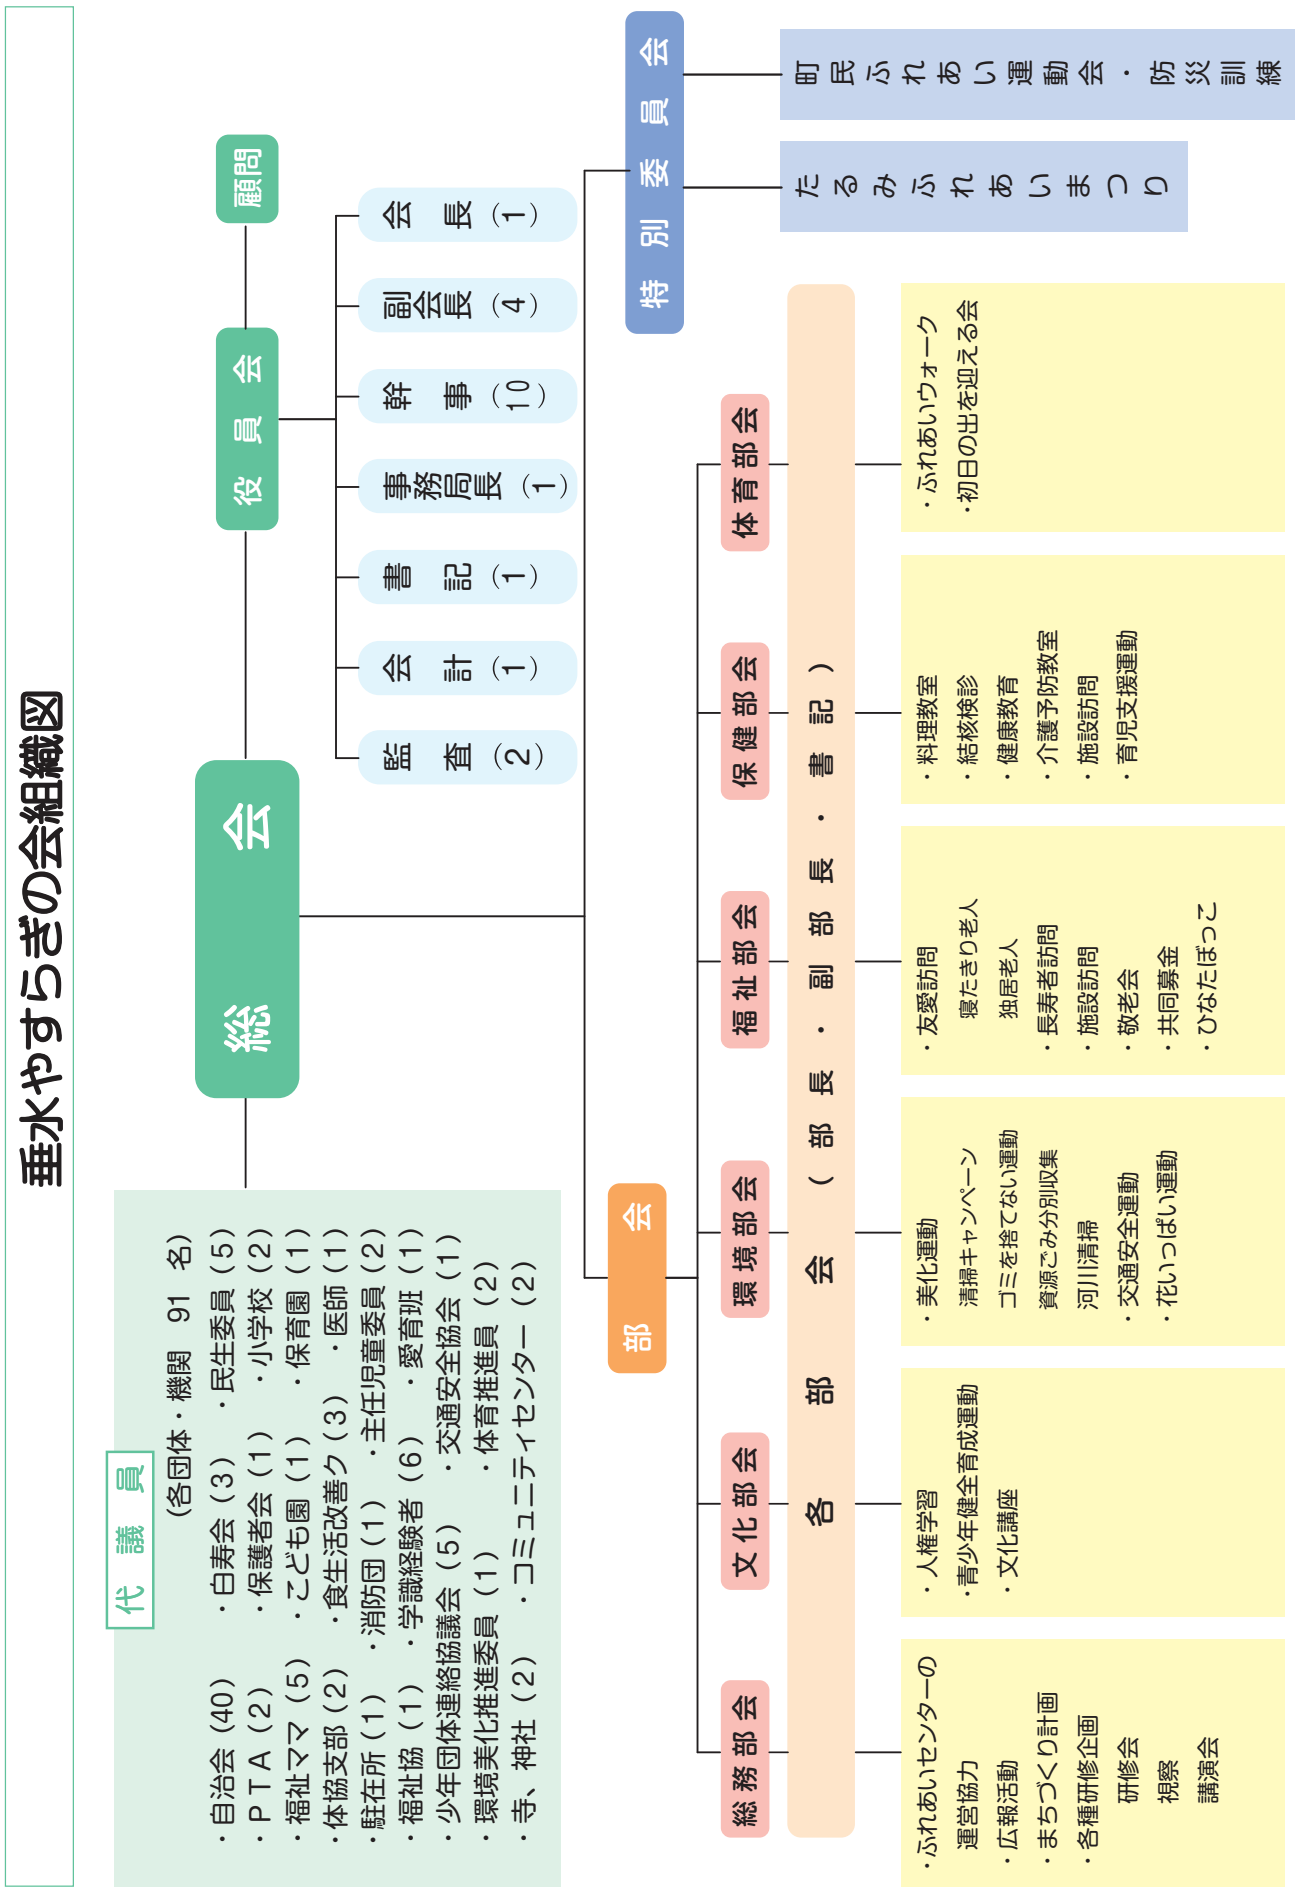 垂水やすらぎの会組織図
総会
役員会
顧問
代議員
(各団体・機関 91 名)
・自治会(40) ・白寿会(3) ・民生委員(5)
・PTA(2) ・保護者会(1) ・小学校(2)
・福祉ママ(5) ・こども園(1) ・保育園(1)
・体協支部(2) ・食生活改善ク(3) ・医師(1)
・駐在所(1) ・消防団(1) ・主任児童委員(2)
・福祉協(1) ・学識経験者(6) ・愛育班(1)
・少年団体連絡協議会(5) ・交通安全協会(1)
・環境美化推進委員(1) ・体育推進員(2)
・寺、神社(2) ・コミュニティセンター(2)
監査(2)
会計(1)
書記(1)
事務局長(1)
幹事(10)
副会長(4)
会長(1)
部会
特別委員会
町民ふれあい運動会・防災訓練
たるみふれあいまつり
総務部会
文化部会
環境部会
福祉部会
保健部会
体育部会
各部会(部長・副部長・書記)
・ふれあいセンターの
運営協力
・広報活動
・まちづくり計画
・各種研修企画
研修会
視察
講演会
・人権学習
・青少年健全育成運動
・文化講座
・美化運動
清掃キャンペーン
ゴミを捨てない運動
資源ごみ分別収集
河川清掃
・交通安全運動
・花いっぱい運動
・友愛訪問
寝たきり老人
独居老人
・長寿者訪問
・施設訪問
・敬老会
・共同募金
・ひなたぼっこ
・料理教室
・結核検診
・健康教育
・介護予防教室
・施設訪問
・育児支援運動
・ふれあいウォーク
・初日の出を迎える会